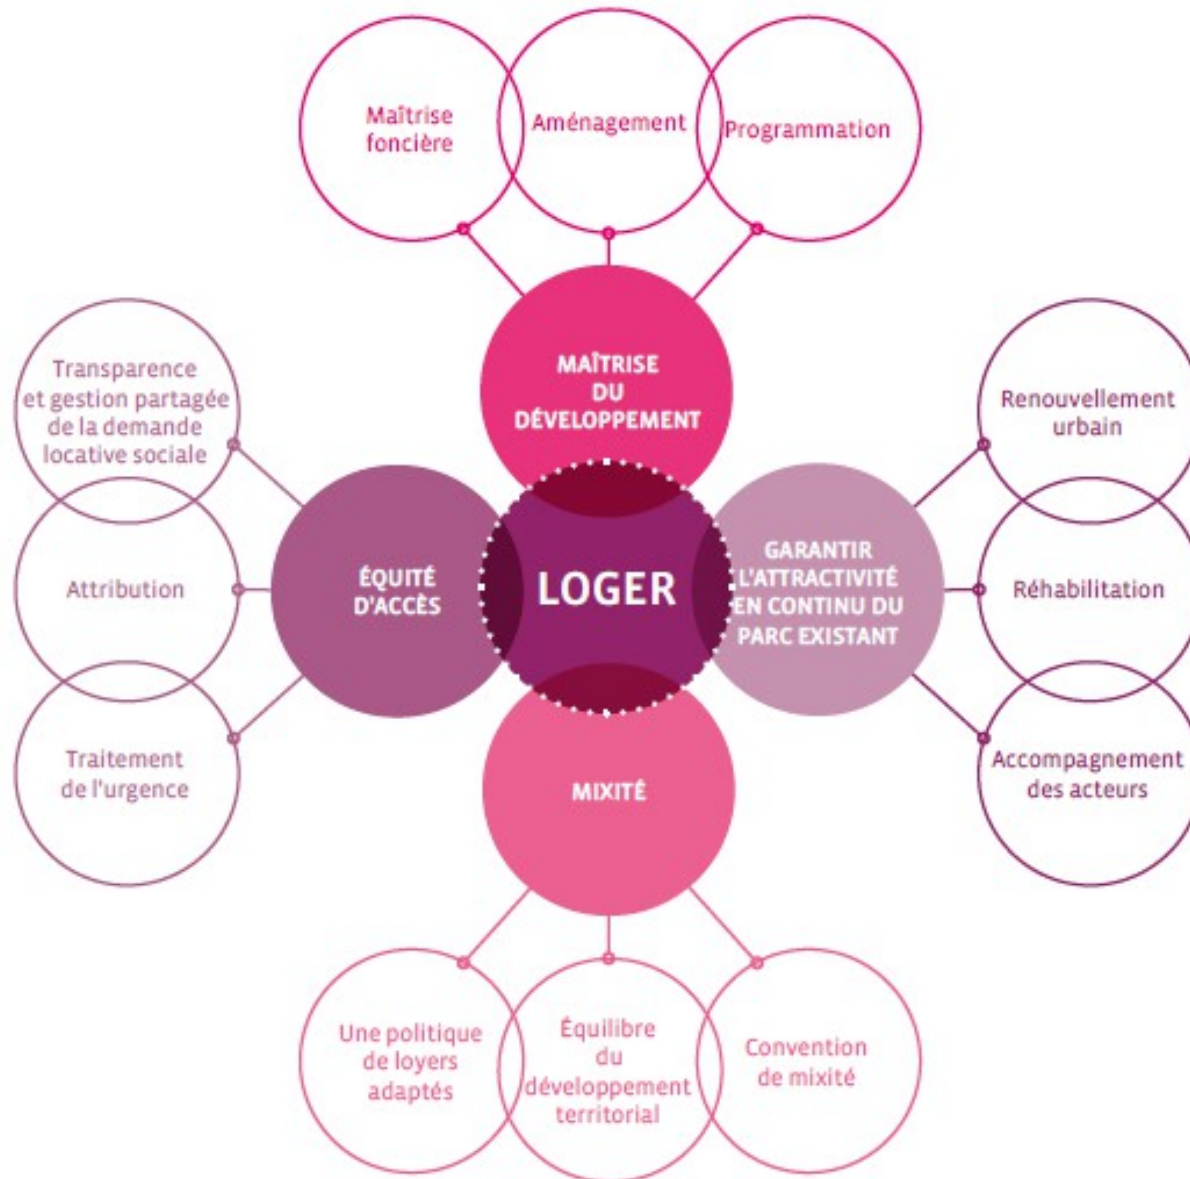 Maîtrise
foncière
Aménagement
Programmation
MAÎTRISE
DU
DÉVELOPPEMENT
Transparence
et gestion partagée
de la demande
locative sociale
Attribution
Traitement
de l'urgence
ÉQUITÉ
D'ACCÈS
LOGER
GARANTIR
L'ATTRACTIVITÉ
EN CONTINU DU
PARC EXISTANT
Renouvellement
urbain
Réhabilitation
Accompagnement
des acteurs
MIXITÉ
Une politique
de loyers
adaptés
Équilibre
du
développement
territorial
Convention
de mixité